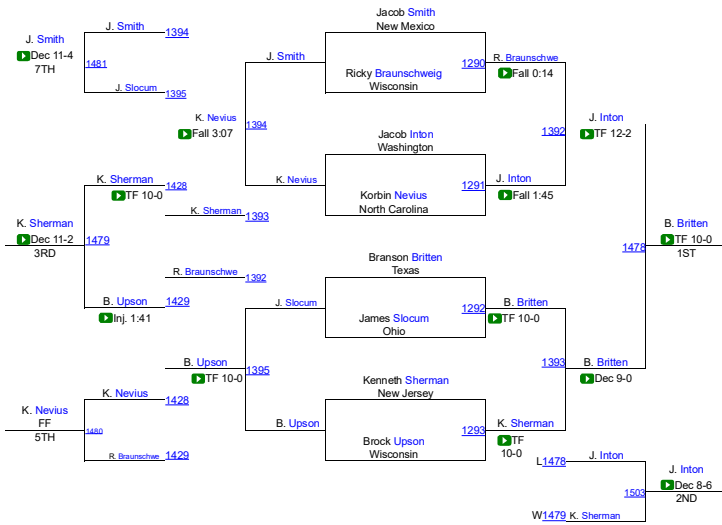 Jacob Smith
New Mexico
J. Smith
1394
J. Smith
Dec 11-4
7TH
1481
J. Slocum
1395
J. Smith
Ricky Braunschweig
Wisconsin
1290
R. Braunschwe
Fall 0:14
K. Nevius
Fall 3:07
1394
Jacob Inton
Washington
1392
J. Inton
TF 12-2
K. Nevius
Korbin Nevius
North Carolina
1291
J. Inton
Fall 1:45
K. Sherman
TF 10-0
1428
K. Sherman
1393
K. Sherman
Dec 11-2
3RD
1479
B. Britten
TF 10-0
1ST
1478
Branson Britten
Texas
R. Braunschwe
1392
B. Upson
Inj. 1:41
1429
J. Slocum
James Slocum
Ohio
1292
B. Britten
TF 10-0
B. Upson
TF 10-0
1395
1393
B. Britten
Dec 9-0
Kenneth Sherman
New Jersey
K. Nevius
1428
K. Nevius
FF
5TH
1480
R. Braunschwe
1429
B. Upson
Brock Upson
Wisconsin
1293
K. Sherman
TF
10-0
L1478
J. Inton
1503
J. Inton
Dec 8-6
2ND
W1479
K. Sherman